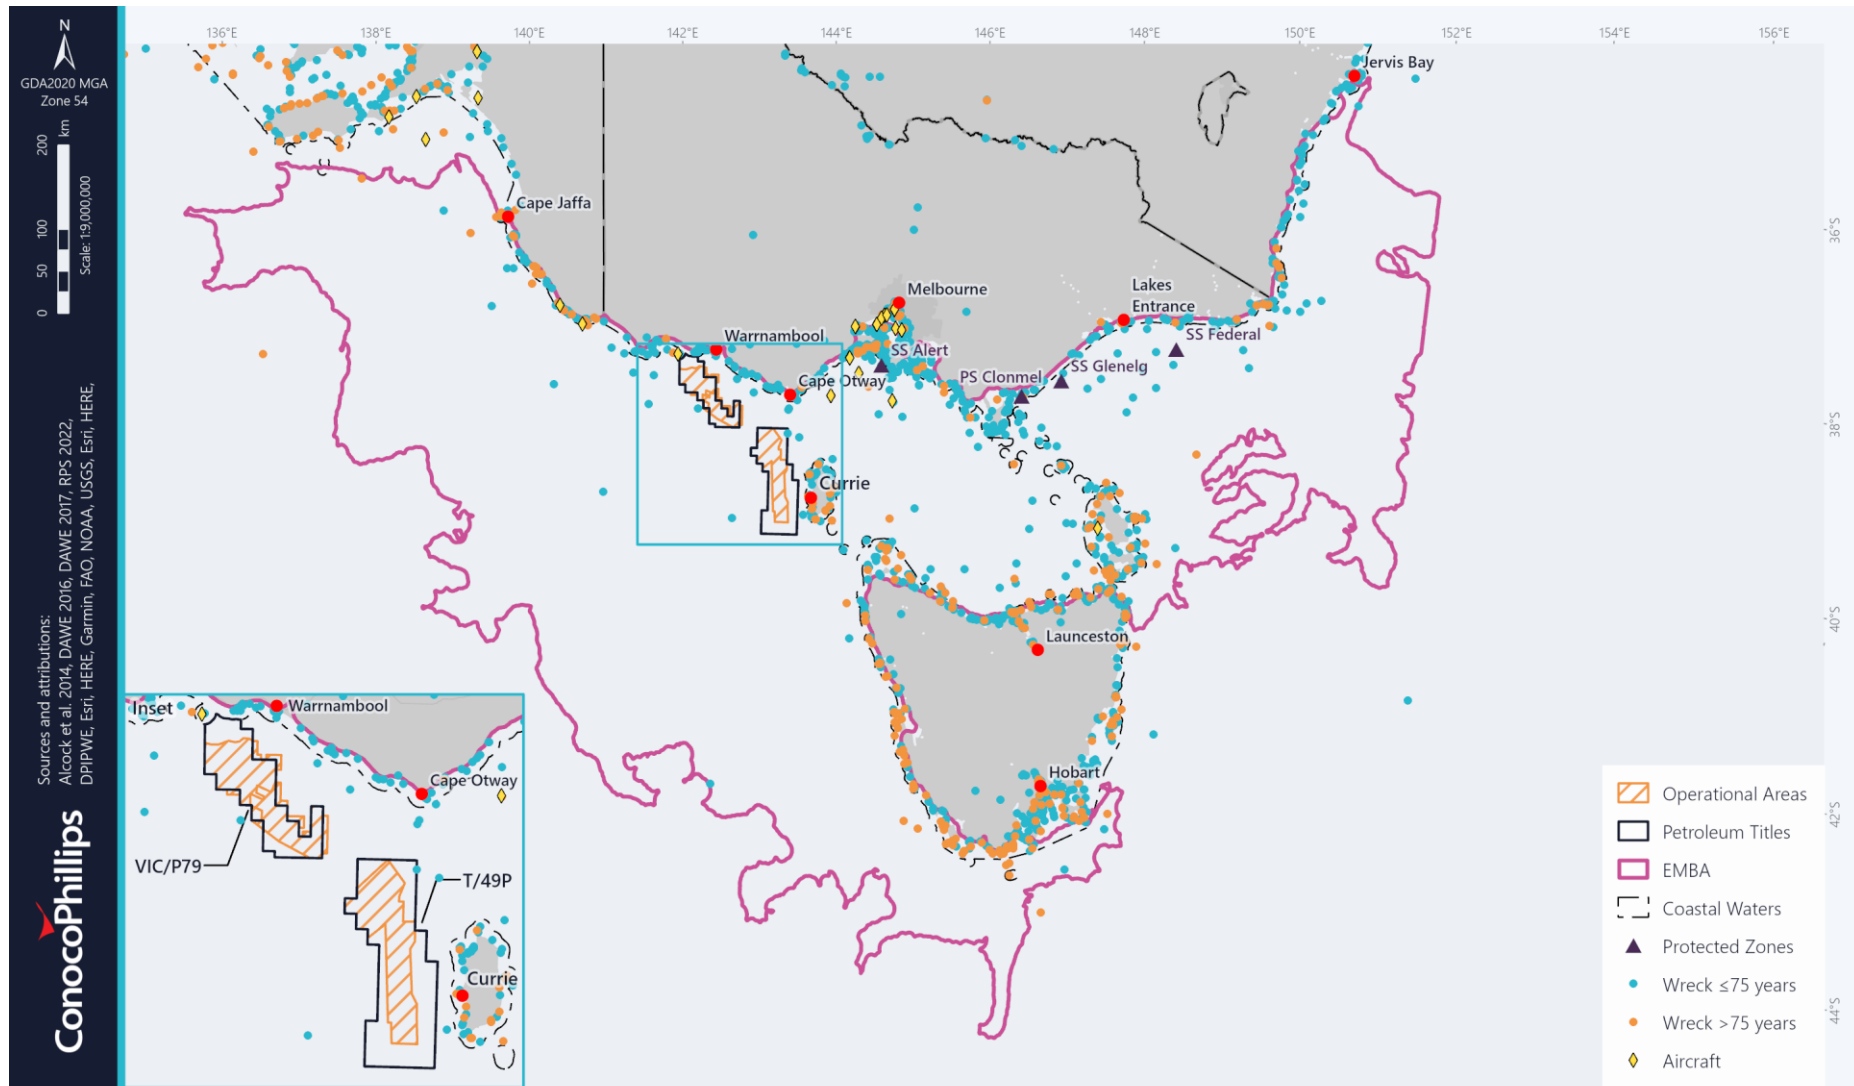 N
GDA2020 MGA
Zone 54
0 50 100 200
km
Scale: 1:9,000,000
Sources and attributions:
Alcock et al. 2014, DAWE 2016, DAWE 2017, RPS 2022,
DPIPWE, Esri, HERE, Garmin, FAO, NOAA, USGS, Esri, HERE,
ConocoPhillips
136°E 138°E 140°E 142°E 144°E 146°E 148°E 150°E 152°E 154°E 156°E
36°S
38°S
40°S
42°S
44°S
Jervis Bay
Cape Jaffa
Melbourne
Lakes
Entrance
Warrnambool
SS Federal
SS Alert
SS Glenelg
PS Clonmel
Cape Otway
Currie
Launceston
Hobart
Inset
Warrnambool
Cape Otway
VIC/P79
T/49P
Currie
Operational Areas
Petroleum Titles
EMBA
Coastal Waters
Protected Zones
Wreck ≤75 years
Wreck >75 years
Aircraft